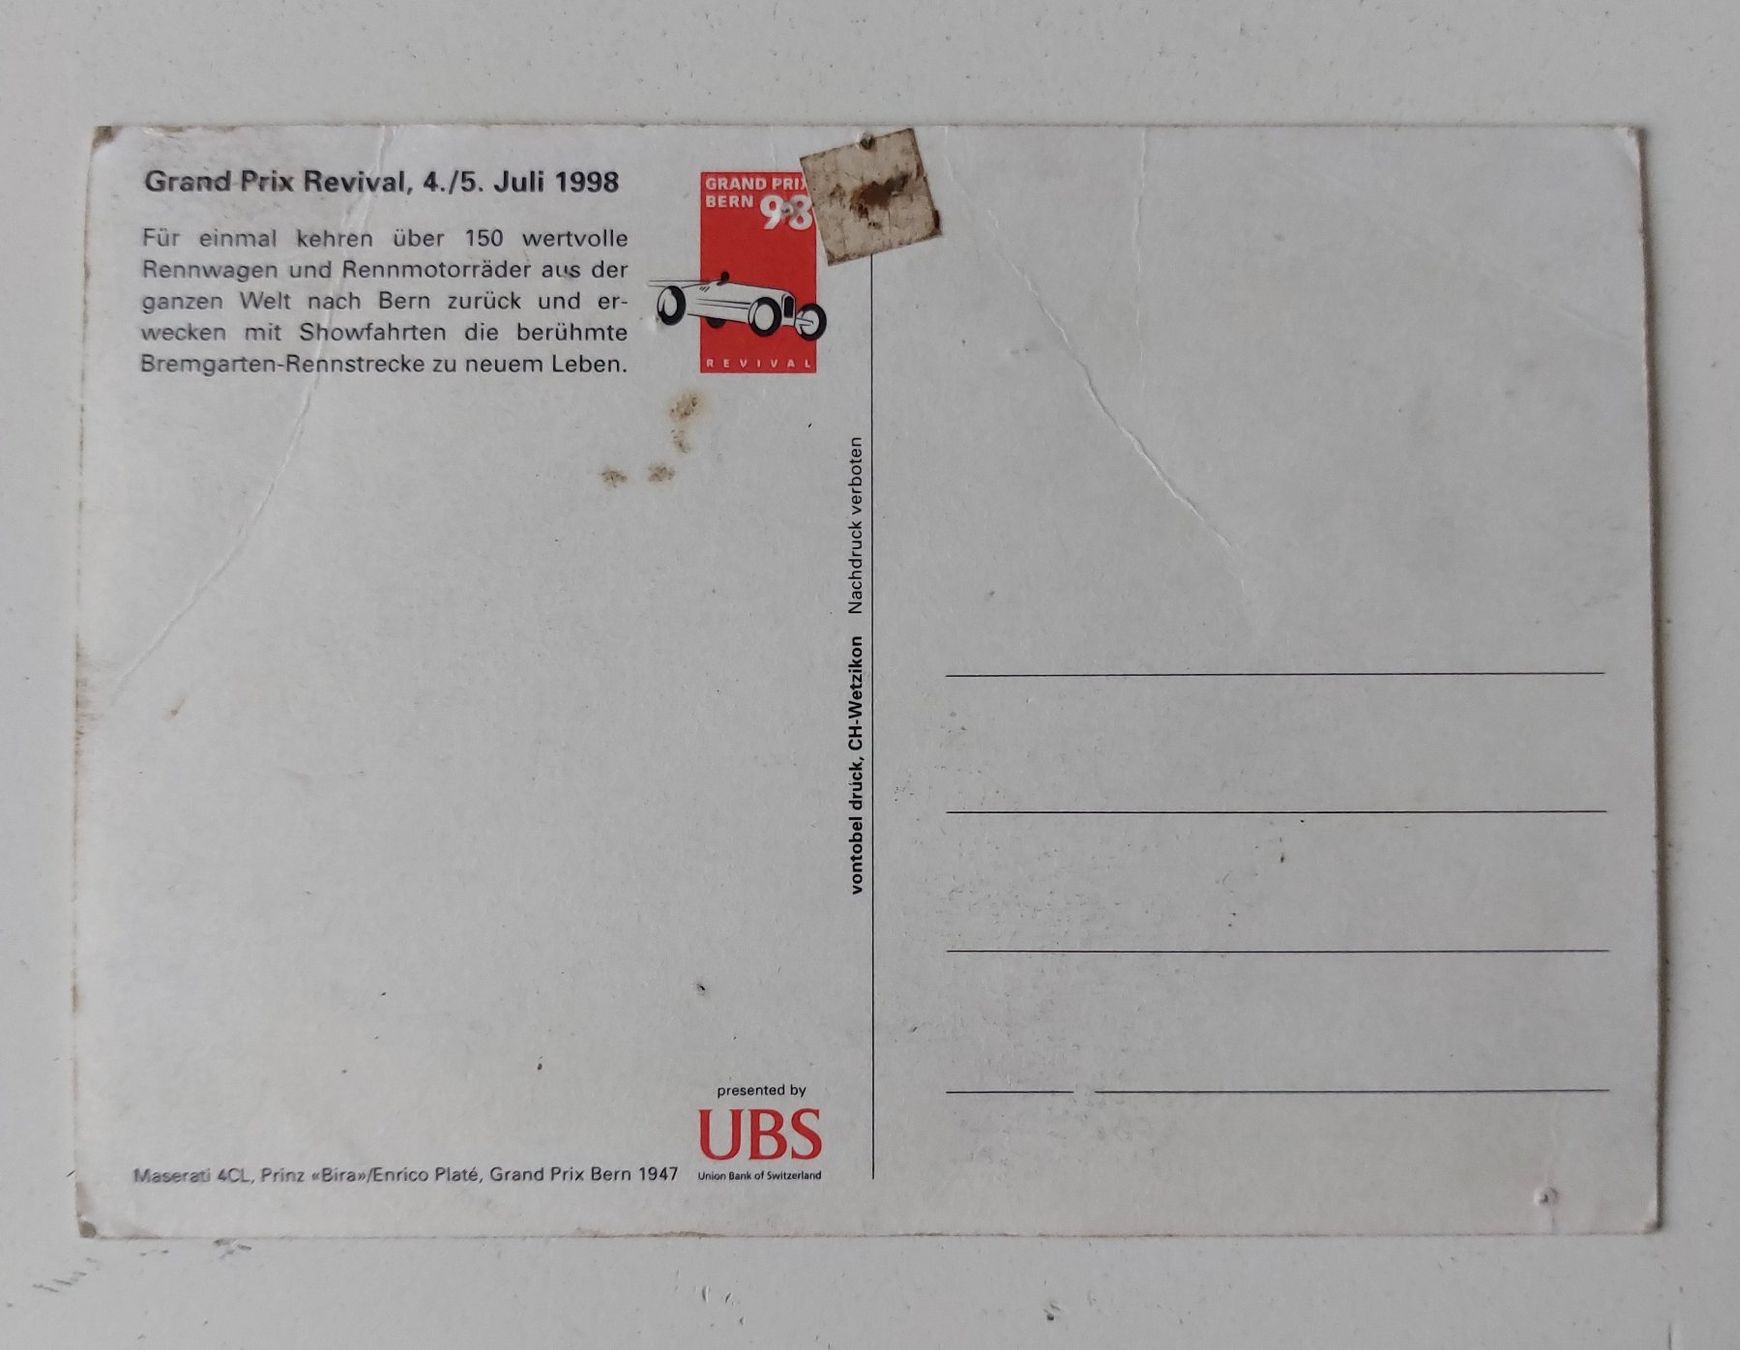 Grand Prix Revival, 4./5. Juli 1998
Für einmal kehren über 150 wertvolle
Rennwagen und Rennmotorräder aus der
ganzen Welt nach Bern zurück und er-
wecken mit Showfahrten die berühmte
Bremgarten-Rennstrecke zu neuem Leben.
GRAND PRIX
BERN 98
REVIVAL
vontobel druck, CH-Wetzikon Nachdruck verboten
presented by
UBS
Union Bank of Switzerland
Maserati 4CL, Prinz «Bira»/Enrico Platé, Grand Prix Bern 1947